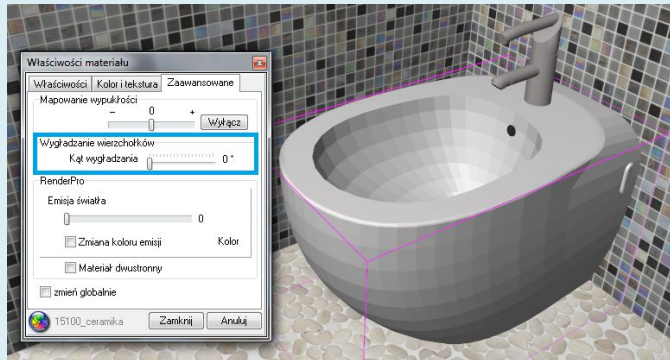 Właściwości materiału
Właściwości Kolor i tekstura Zaawansowane
Mapowanie wypukłości
- 0 +
Wyłącz
Wygładzanie wierzchołków
Kąt wygładzania 0 °
RenderPro
Emisja światła
0
Zmiana koloru emisji Kolor
Materiał dwustronny
zmień globalnie
15100_ceramika Zamknij Anuluj